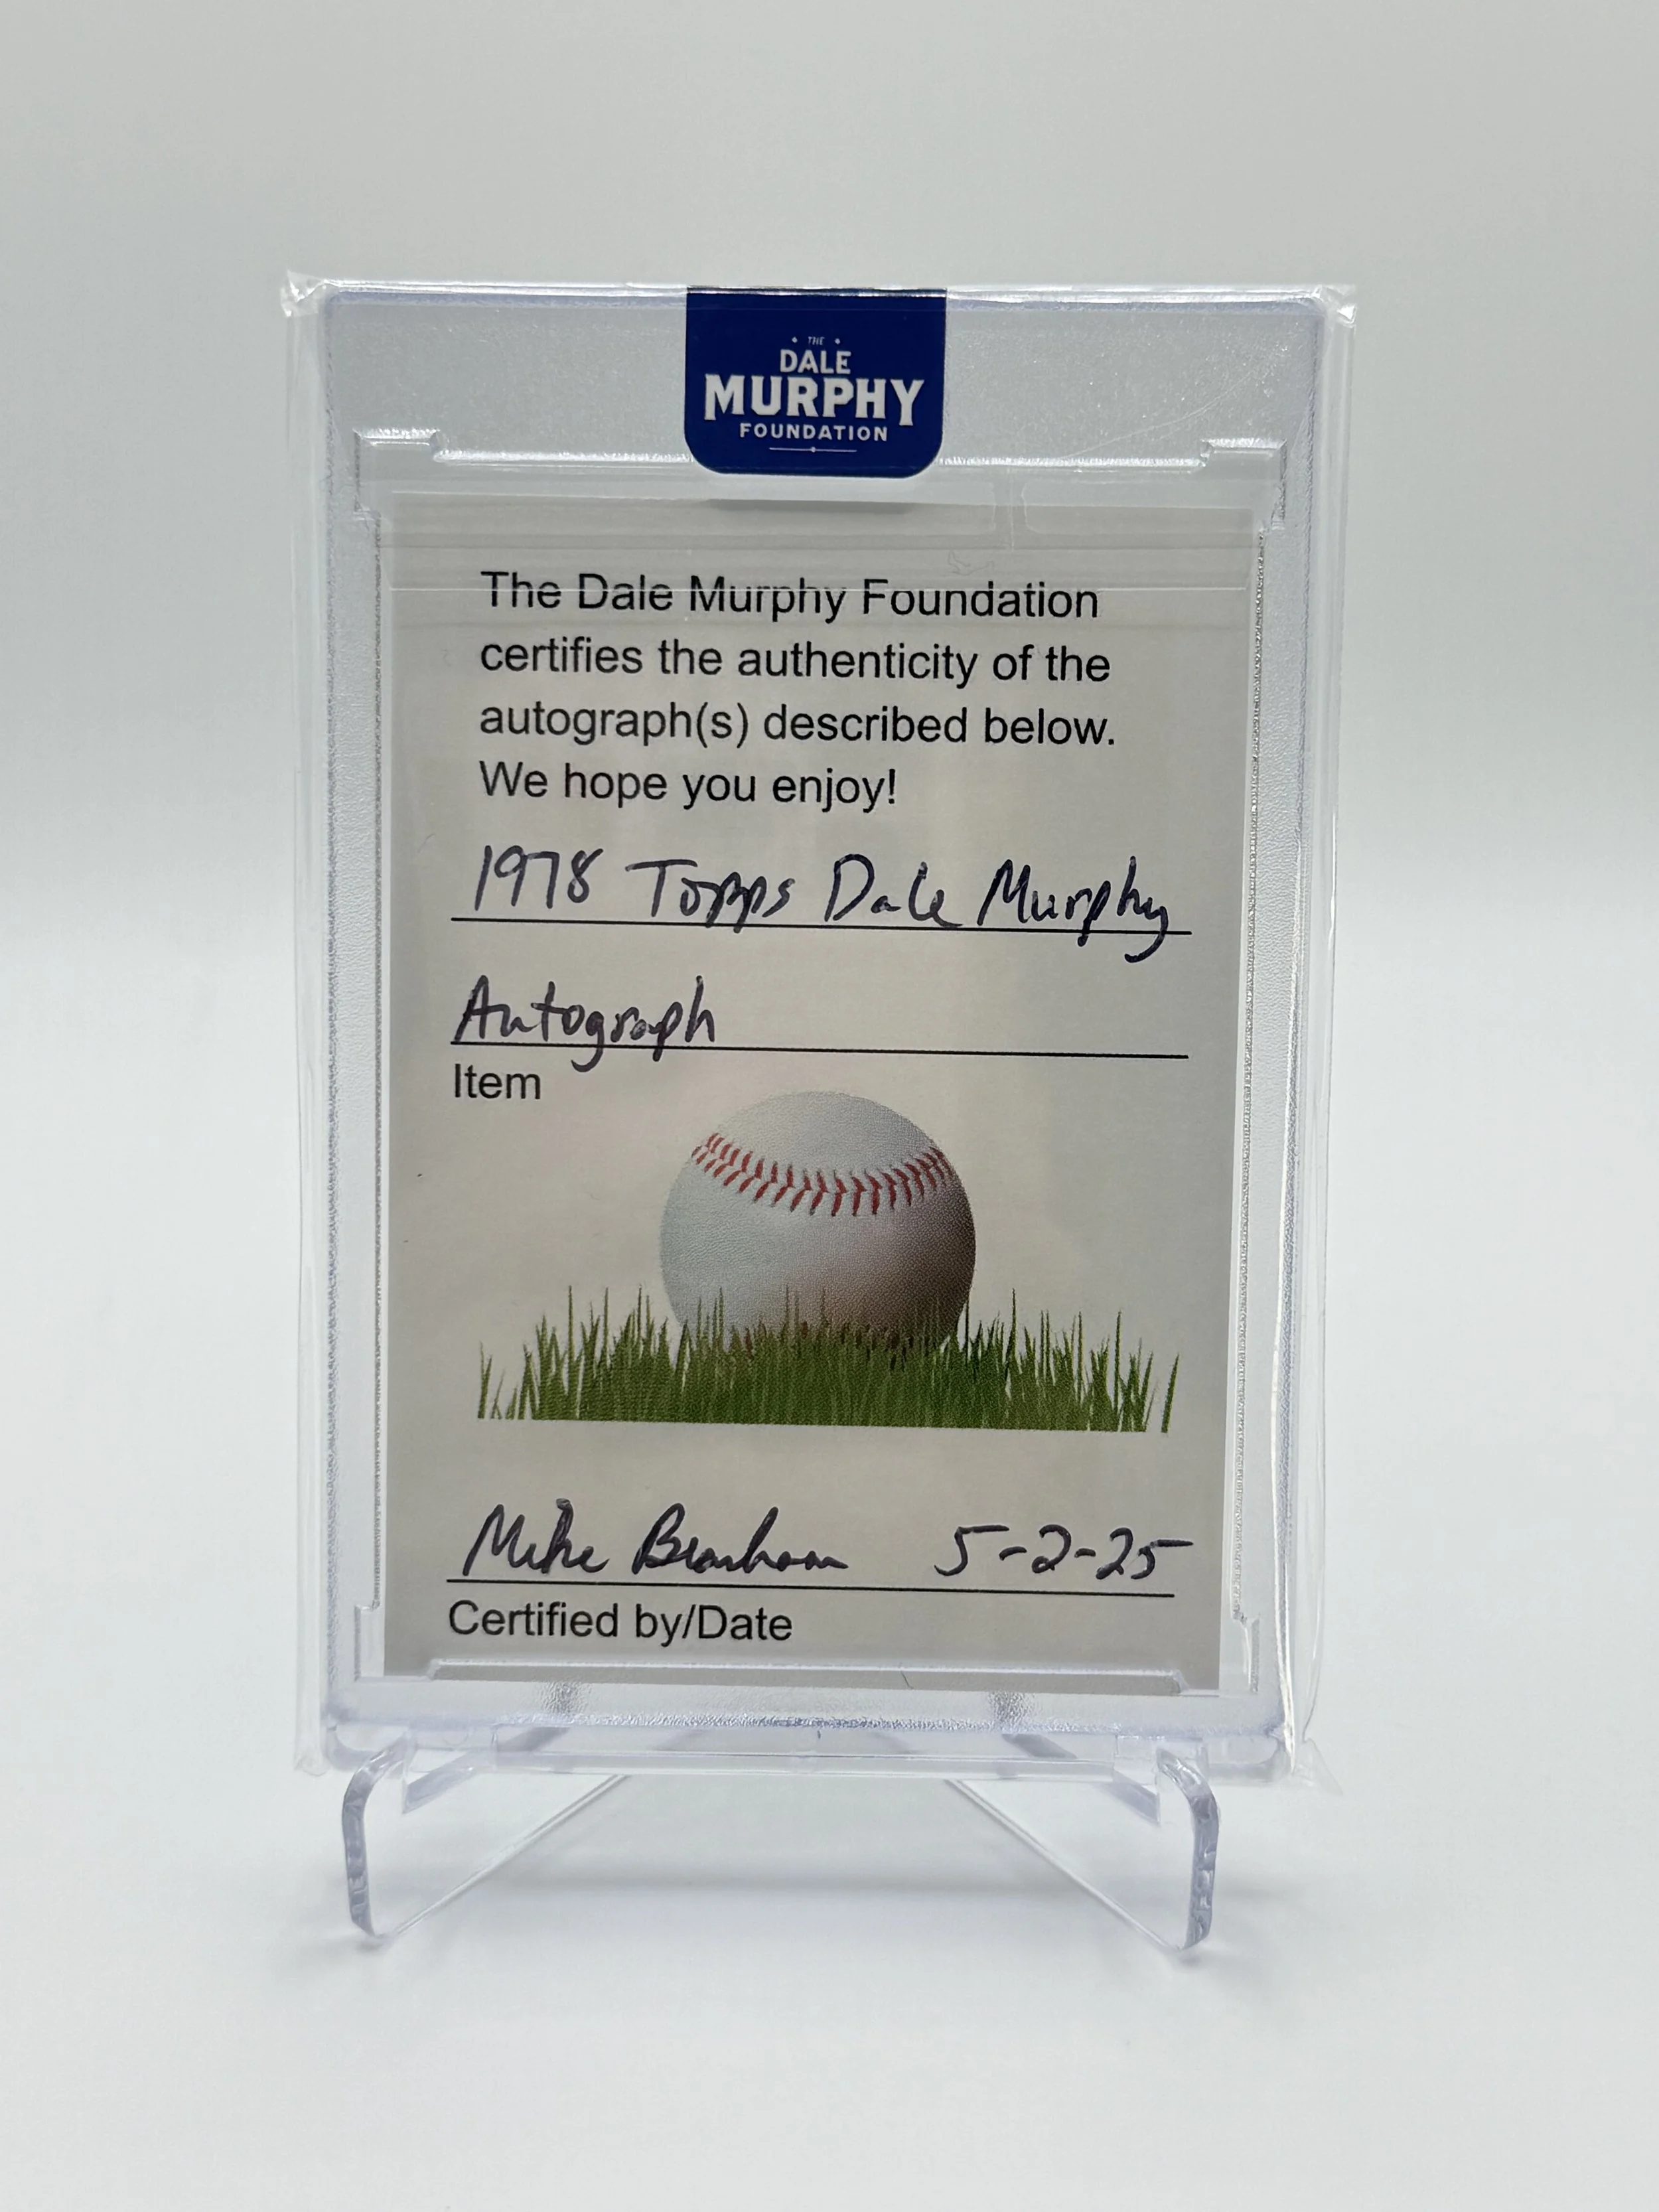 THE
DALE
MURPHY
FOUNDATION
The Dale Murphy Foundation
certifies the authenticity of the
autograph(s) described below.
We hope you enjoy!
1978 Topps Dale Murphy
Autograph
Item
Mike Branham 5-2-25
Certified by/Date